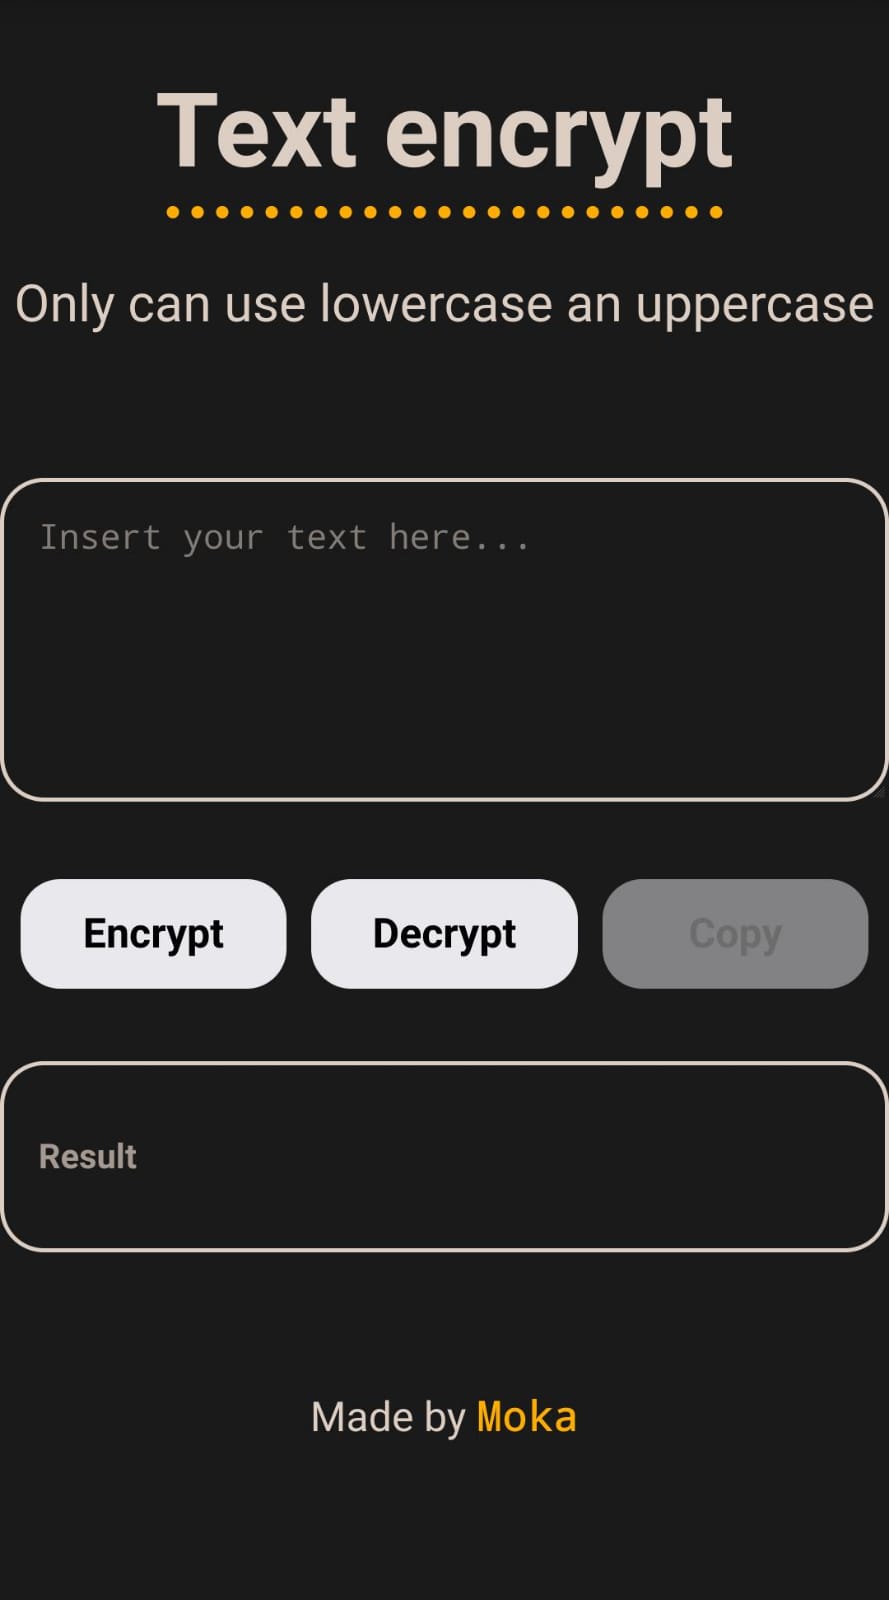 Text encrypt
Only can use lowercase an uppercase
Insert your text here...
Encrypt Decrypt Copy
Result
Made by Moka